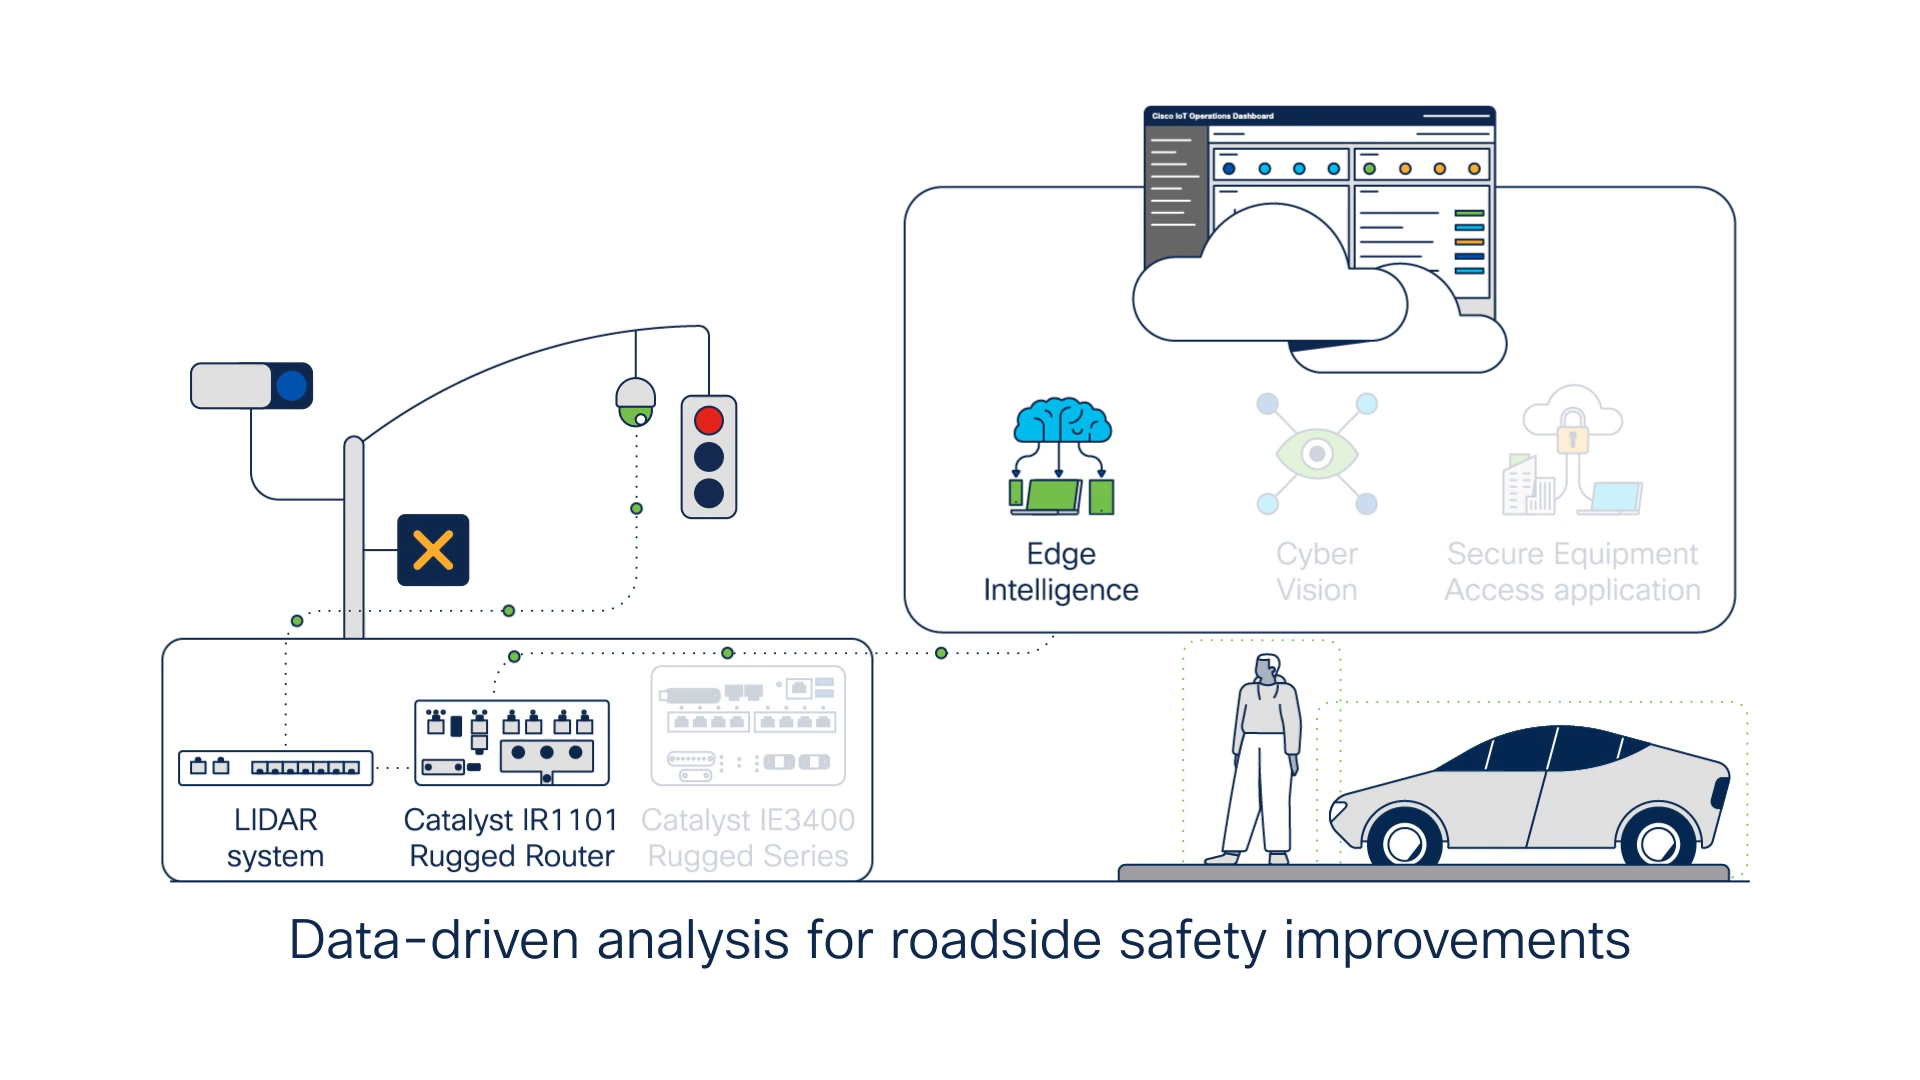 Cisco IoT Operations Dashboard
Edge
Intelligence
Cyber
Vision
Secure Equipment
Access application
LIDAR
system
Catalyst IR1101
Rugged Router
Catalyst IE3400
Rugged Series
Data-driven analysis for roadside safety improvements